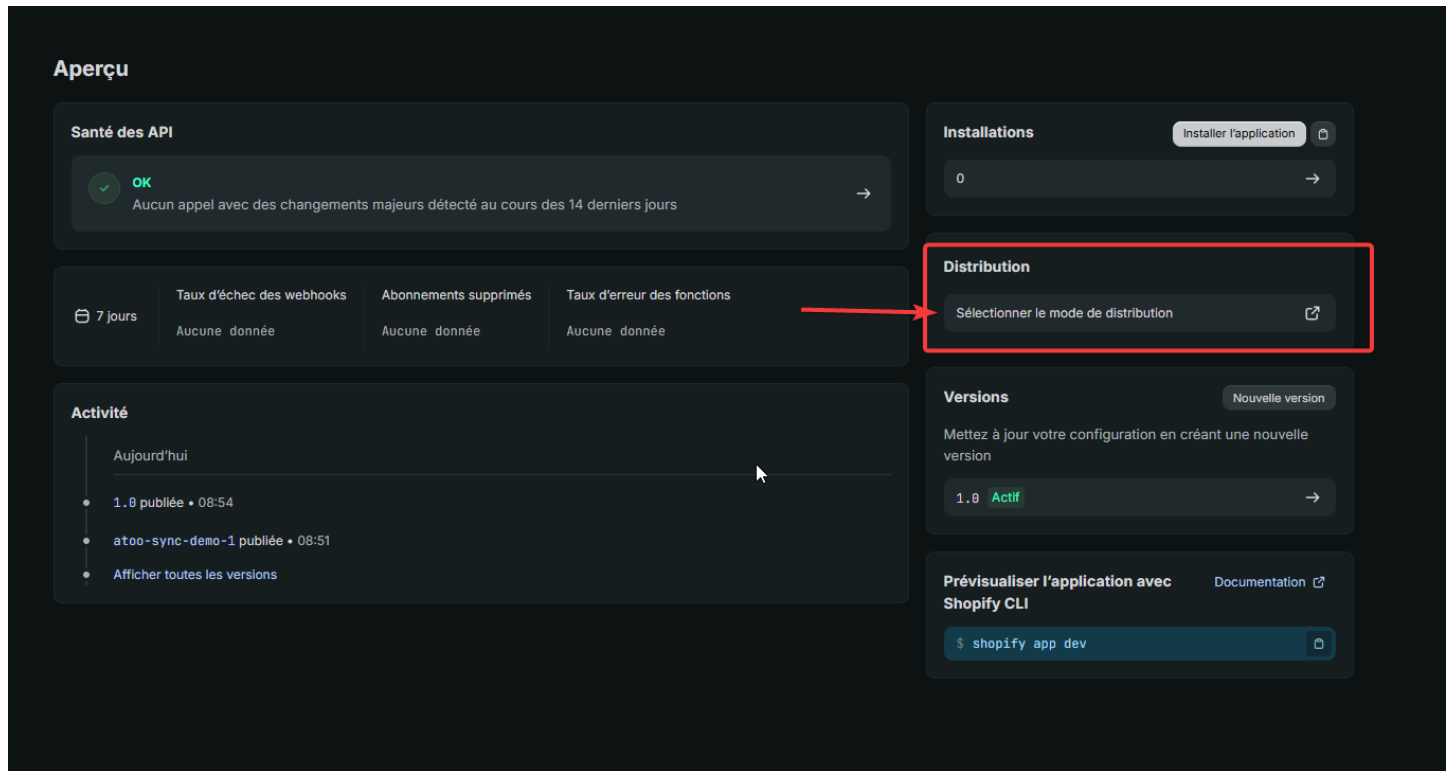 Aperçu
Santé des API
OK
Aucun appel avec des changements majeurs détecté au cours des 14 derniers jours
7 jours
Taux d'échec des webhooks
Aucune donnée
Abonnements supprimés
Aucune donnée
Taux d'erreur des fonctions
Aucune donnée
Activité
Aujourd'hui
1.0 publiée • 08:54
atoo-sync-demo-1 publiée • 08:51
Afficher toutes les versions
Installations
Installer l'application
0
Distribution
Sélectionner le mode de distribution
Versions
Nouvelle version
Mettez à jour votre configuration en créant une nouvelle
version
1.0 Actif
Prévisualiser l'application avec
Shopify CLI
Documentation
$ shopify app dev